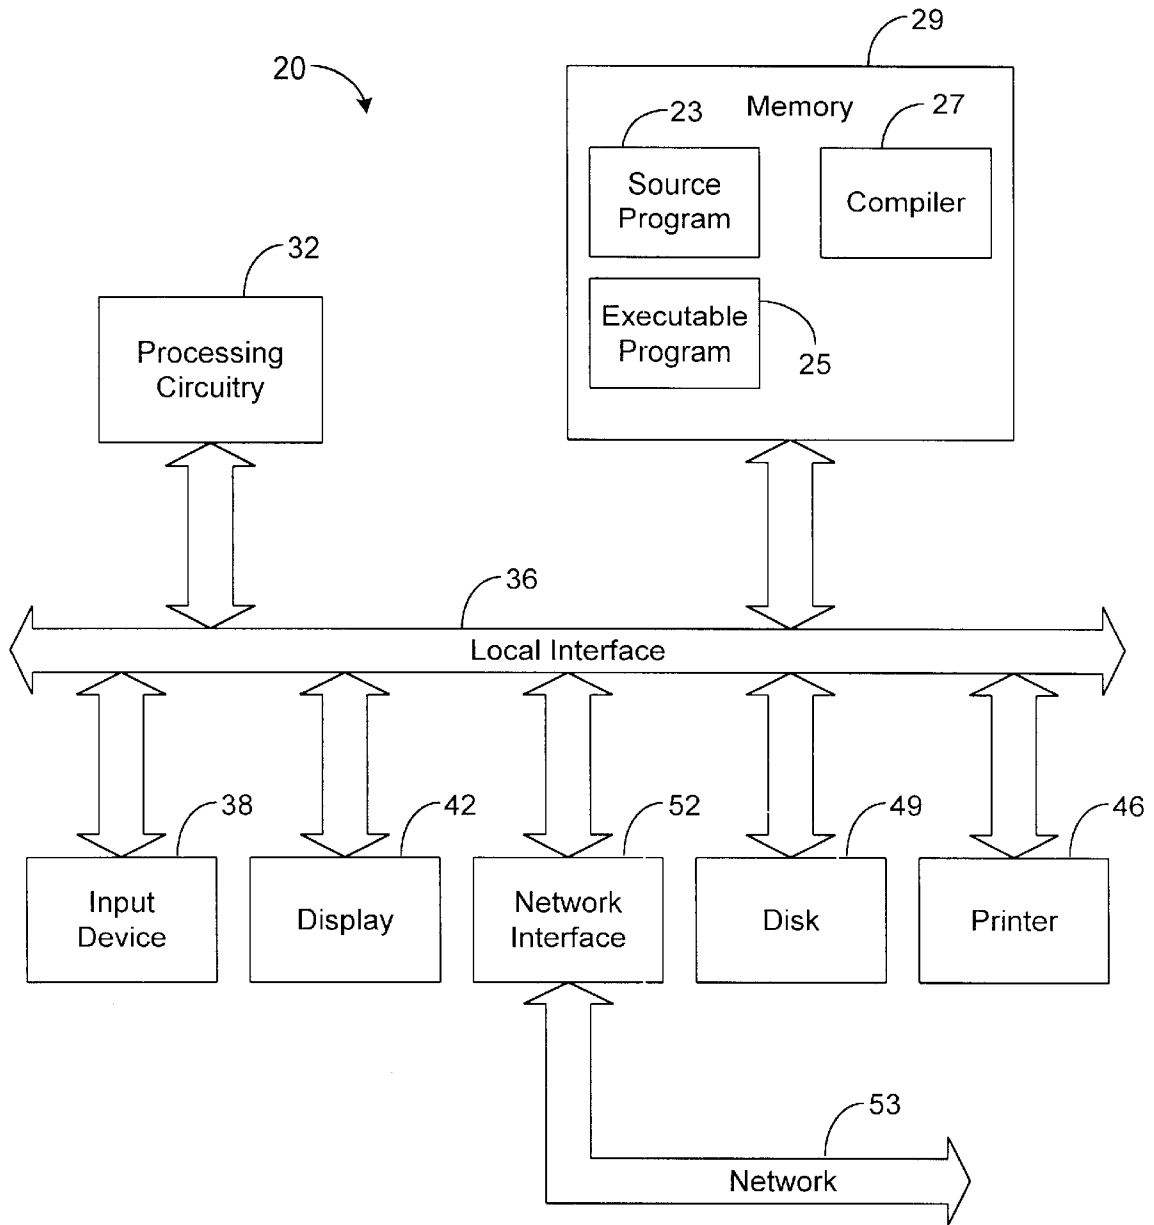 29
20
Memory
23
27
Source
Program
Compiler
32
Executable
Program
25
Processing
Circuitry
36
Local Interface
38
42
52
49
46
Input
Device
Display
Network
Interface
Disk
Printer
53
Network